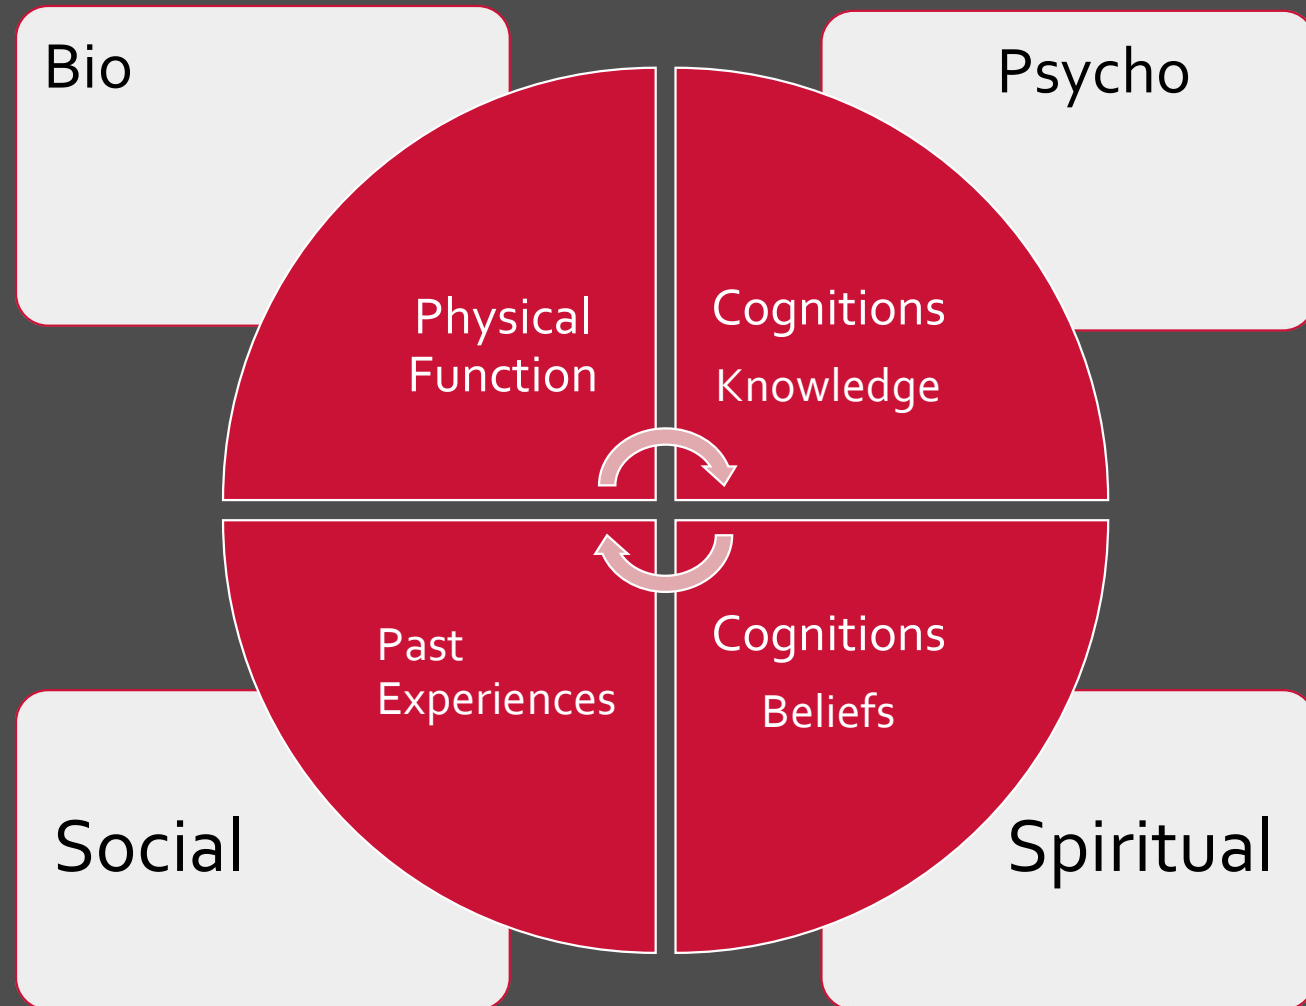 Bio
Psycho
Physical
Function
Cognitions
Knowledge
Past
Experiences
Cognitions
Beliefs
Social
Spiritual